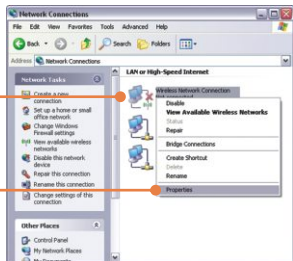 Network Connections
File Edit View Favorites Tools Advanced Help
Back Search Folders
Address Network Connections
Network Tasks
Create a new
connection
Set up a home or small
office network
Change Windows
Firewall settings
View available wireless
networks
Disable this network
device
Repair this connection
Rename this connection
Change settings of this
connection
Other Places
Control Panel
My Network Places
My Documents
LAN or High-Speed Internet
Wireless Network Connection
Not connected
Disable
View Available Wireless Networks
Status
Repair
Bridge Connections
Create Shortcut
Delete
Rename
Properties